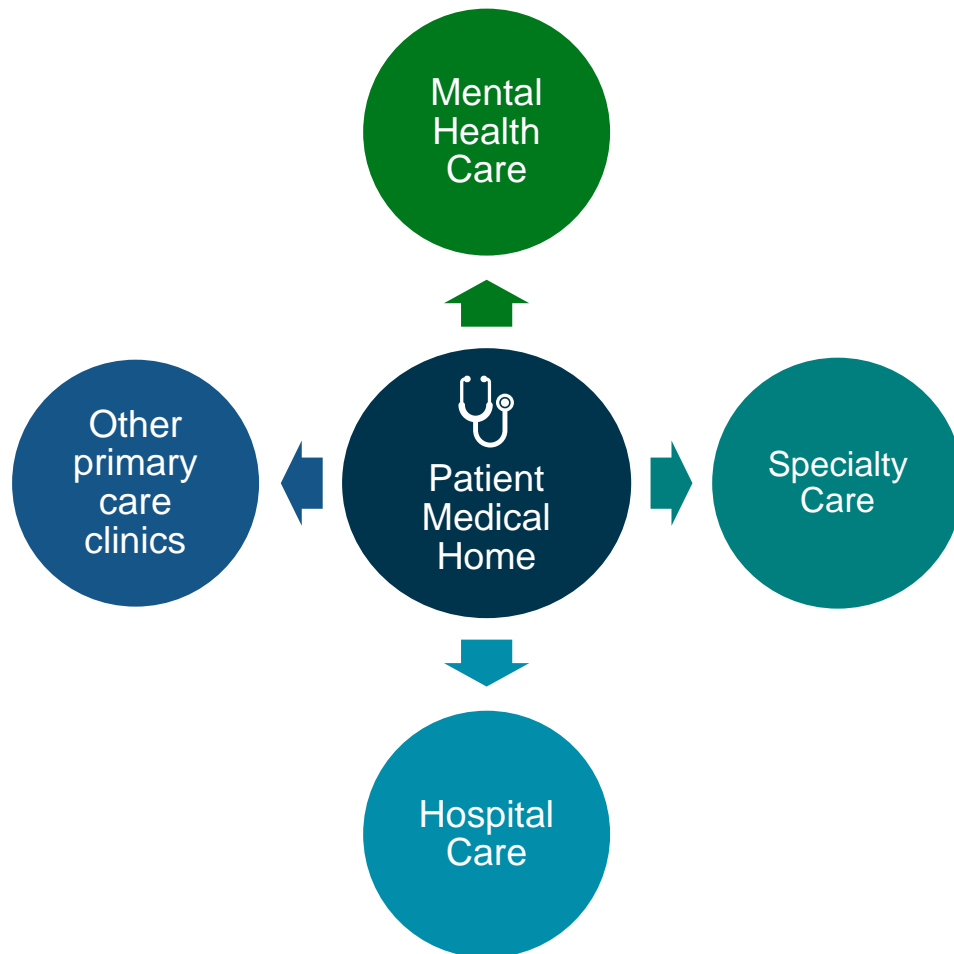 Mental
Health
Care
Other
primary
care
clinics
Patient
Medical
Home
Specialty
Care
Hospital
Care